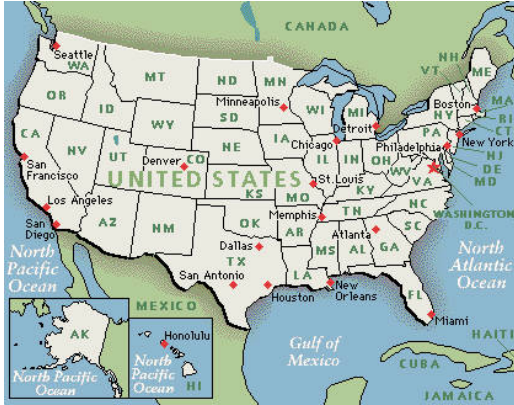 CANADA
Seattle
WA
MT
ND
MN
NH
VT
ME
OR
ID
WY
SD
Minneapolis
WI
MI
Boston
MA
NY
RI
CT
CA
NV
UT
Denver
CO
NE
IA
Chicago
Detroit
PA
Philadelphia
New York
NJ
DE
MD
San
Francisco
UNITED STATES
KS
MO
St. Louis
IL
IN
OH
WV
VA
KY
WASHINGTON
D.C.
Los Angeles
San
Diego
AZ
NM
OK
AR
Memphis
TN
NC
SC
Atlanta
MS
AL
GA
North
Pacific
Ocean
Dallas
TX
San Antonio
Houston
LA
New
Orleans
FL
Miami
North
Atlantic
Ocean
MEXICO
Gulf of
Mexico
AK
North Pacific
Ocean
Honolulu
North
Pacific
Ocean
HI
CUBA
HAITI
JAMAICA